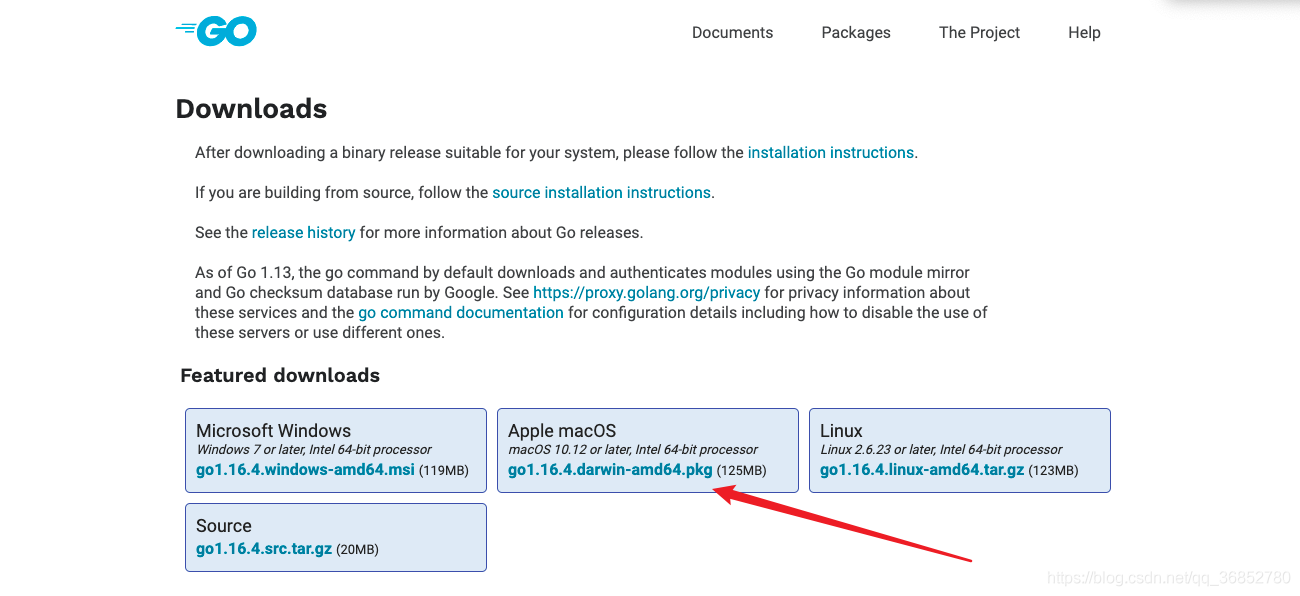 GO
Documents Packages The Project Help
Downloads
After downloading a binary release suitable for your system, please follow the installation instructions.
If you are building from source, follow the source installation instructions.
See the release history for more information about Go releases.
As of Go 1.13, the go command by default downloads and authenticates modules using the Go module mirror
and Go checksum database run by Google. See https://proxy.golang.org/privacy for privacy information about
these services and the go command documentation for configuration details including how to disable the use of
these servers or use different ones.
Featured downloads
Microsoft Windows
Windows 7 or later, Intel 64-bit processor
go1.16.4.windows-amd64.msi (119MB)
Apple macOS
macOS 10.12 or later, Intel 64-bit processor
go1.16.4.darwin-amd64.pkg (125MB)
Linux
Linux 2.6.23 or later, Intel 64-bit processor
go1.16.4.linux-amd64.tar.gz (123MB)
Source
go1.16.4.src.tar.gz (20MB)
https://blog.csdn.net/qq_36852780